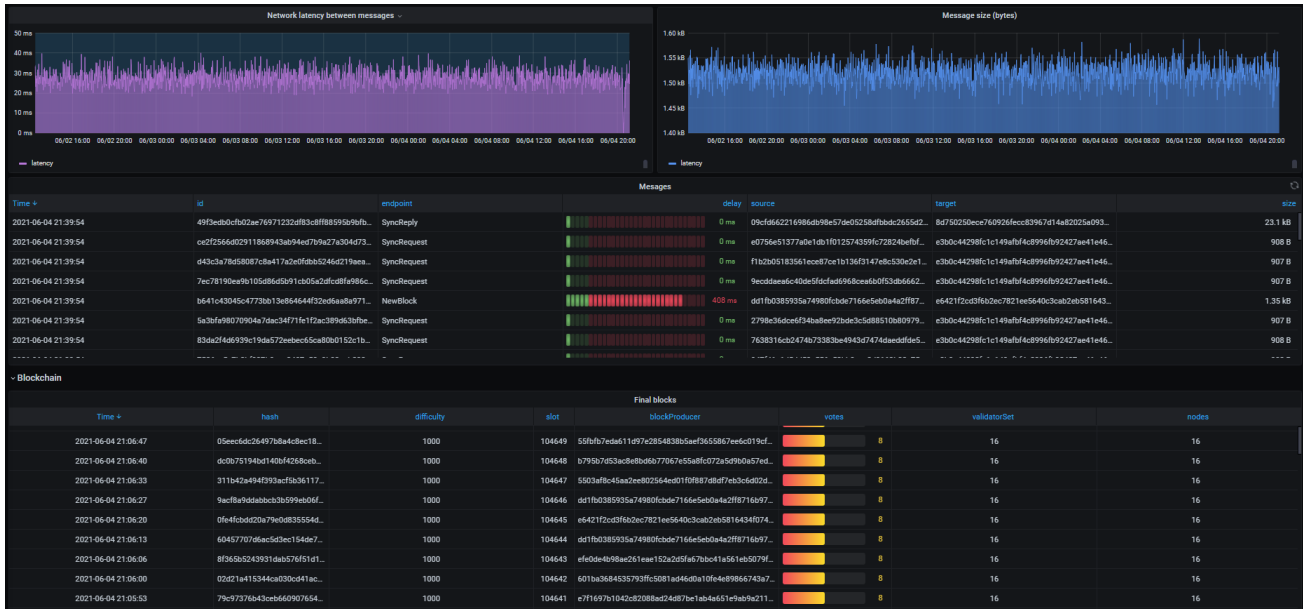 Network latency between messages
50 ms
40 ms
30 ms
20 ms
10 ms
0 ms
06/02 16:00 06/02 20:00 06/03 00:00 06/03 04:00 06/03 08:00 06/03 12:00 06/03 16:00 06/03 20:00 06/04 00:00 06/04 04:00 06/04 08:00 06/04 12:00 06/04 16:00 06/04 20:00
latency
Message size (bytes)
1.60 kB
1.55 kB
1.50 kB
1.45 kB
1.40 kB
06/02 16:00 06/02 20:00 06/03 00:00 06/03 04:00 06/03 08:00 06/03 12:00 06/03 16:00 06/03 20:00 06/04 00:00 06/04 04:00 06/04 08:00 06/04 12:00 06/04 16:00 06/04 20:00
latency
Mesages
Time id endpoint delay source target size
2021-06-04 21:39:54 49f3edb0cfb02ae76971232df83c8ff88595b9bfb... SyncReply 0 ms 09cfd662216986db98e57de05258dfbbdc2655d2... 8d750250ece760926fecc83967d14a82025a093... 23.1 kB
2021-06-04 21:39:54 ce2f2566d02911868943ab94ed7b9a27a304d73... SyncRequest 0 ms e0756e51377a0e1db1f012574359fc72824befbf... e3b0c44298fc1c149afbf4c8996fb92427ae41e46... 908 B
2021-06-04 21:39:54 d43c3a78d58087c8a417a2e0fdbb5246d219aea... SyncRequest 0 ms f1b2b05183561ece87ce1b136f3147e8c530e2e1... e3b0c44298fc1c149afbf4c8996fb92427ae41e46... 907 B
2021-06-04 21:39:54 7ec78190ea9b105d86d5b91cb05a2dfcd8fa986c... SyncRequest 0 ms 9ecddaea6c40de5fdcfad6968cea6b0f53db6662... e3b0c44298fc1c149afbf4c8996fb92427ae41e46... 907 B
2021-06-04 21:39:54 b641c43045c4773bb13e864644f32ed6aa8a971... NewBlock 408 ms dd1fb0385935a74980fcbde7166e5eb0a4a2ff87... e6421f2cd3f6b2ec7821ee5640c3cab2eb581643... 1.35 kB
2021-06-04 21:39:54 5a3bfa98070904a7dac34f71fe1f2ac389d63bfbe... SyncRequest 0 ms 2798e36dce6f34ba8ee92bde3c5d88510b80979... e3b0c44298fc1c149afbf4c8996fb92427ae41e46... 907 B
2021-06-04 21:39:54 83da2f4d6939c19da572eebec65ca80b0152c1b... SyncRequest 0 ms 7638316cb2474b73383be4943d7474daeddfde5... e3b0c44298fc1c149afbf4c8996fb92427ae41e46... 908 B
Blockchain
Final blocks
Time hash difficulty slot blockProducer votes validatorSet nodes
2021-06-04 21:06:47 05eec6dc26497b8a4c8ec18... 1000 104649 55fbfb7eda611d97e2854838b5aef3655867ee6c019cf... 8 16 16
2021-06-04 21:06:40 dc0b75194bd140bf4268ceb... 1000 104648 b795b7d53ac8e8bd6b77067e55a8fc072a5d9b0a57ed... 8 16 16
2021-06-04 21:06:33 311b42a494f393acf5b36117... 1000 104647 5503af8c45aa2ee802564ed01f0f887d8df7eb3c6d02d... 8 16 16
2021-06-04 21:06:27 9acf8a9ddabbcb3b599eb06f... 1000 104646 dd1fb0385935a74980fcbde7166e5eb0a4a2ff8716b97... 8 16 16
2021-06-04 21:06:20 0fe4fcbdd20a79e0d835554d... 1000 104645 e6421f2cd3f6b2ec7821ee5640c3cab2eb5816434f074... 8 16 16
2021-06-04 21:06:13 60457707d6ac5d3ec154de7... 1000 104644 dd1fb0385935a74980fcbde7166e5eb0a4a2ff8716b97... 8 16 16
2021-06-04 21:06:06 8f365b5243931dab576f51d1... 1000 104643 efe0de4b98ae261eae152a2d5fa67bbc41a561eb5079f... 8 16 16
2021-06-04 21:06:00 02d21a415344ca030cd41ac... 1000 104642 601ba3684535793ffc5081ad46d0a10fe4e89866743a7... 8 16 16
2021-06-04 21:05:53 79c97376b43ceb660907654... 1000 104641 e7f1697b1042c82088ad24d87be1ab4a651e9ab9a211... 8 16 16